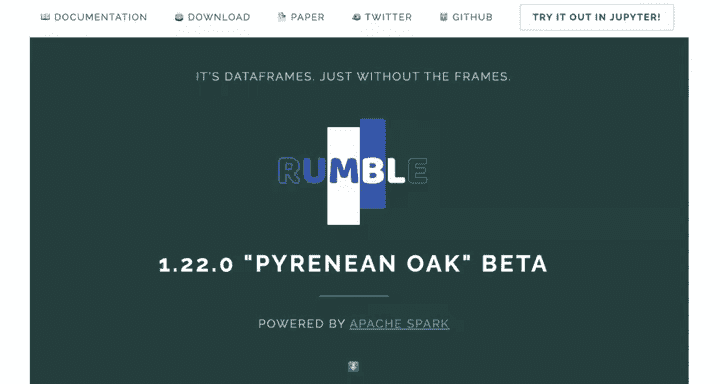 DOCUMENTATION DOWNLOAD PAPER TWITTER GITHUB TRY IT OUT IN JUPYTER!
IT'S DATAFRAMES. JUST WITHOUT THE FRAMES.
RUMBLE
1.22.0 "PYRENEAN OAK" BETA
POWERED BY APACHE SPARK